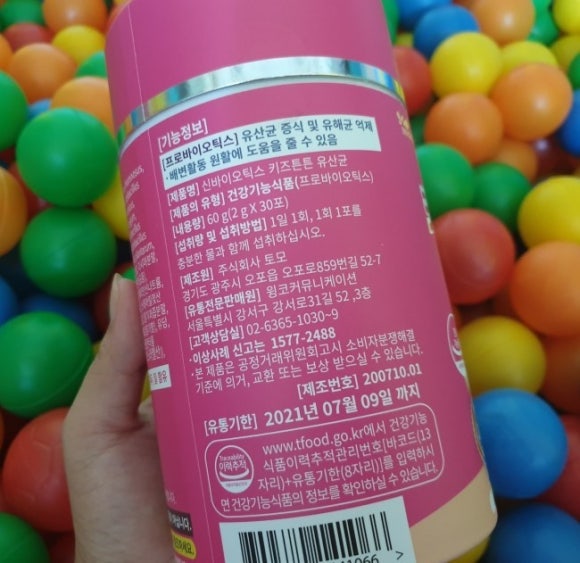 [기능정보]
[프로바이오틱스] 유산균 증식 및 유해균 억제
·배변활동 원활에 도움을 줄 수 있음
[제품명] 신바이오틱스 키즈튼튼 유산균
[제품의 유형] 건강기능식품(프로바이오틱스)
[내용량] 60 g(2 g X 30포)
[섭취량 및 섭취방법] 1일 1회, 1회 1포를
충분한 물과 함께 섭취하십시오.
[제조원] 주식회사 토모
경기도 광주시 오포읍 오포로859번길 52-7
[유통전문판매원] 윙코커뮤니케이션
서울특별시 강서구 강서로31길 52 ,3층
[고객상담실] 02-6365-1030~9
·이상사례 신고는 1577-2488
·본 제품은 공정거래위원회고시 소비자분쟁해결
기준에 의거, 교환 또는 보상 받으실 수 있습니다.
[제조번호] 200710.01
[유통기한] 2021년 07월 09일 까지
이력추적
www.tfood.go.kr에서 건강기능
식품이력추적관리번호[바코드(13
자리)+유통기한(8자리)]를 입력하시
면 건강기능식품의 정보를 확인하실 수 있습니다.